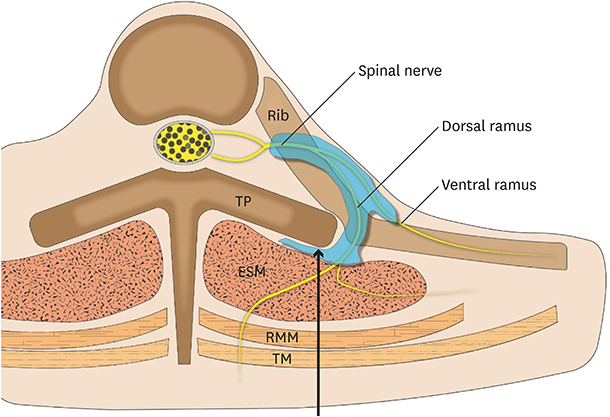 Spinal nerve
Rib
Dorsal ramus
Ventral ramus
TP
ESM
RMM
TM